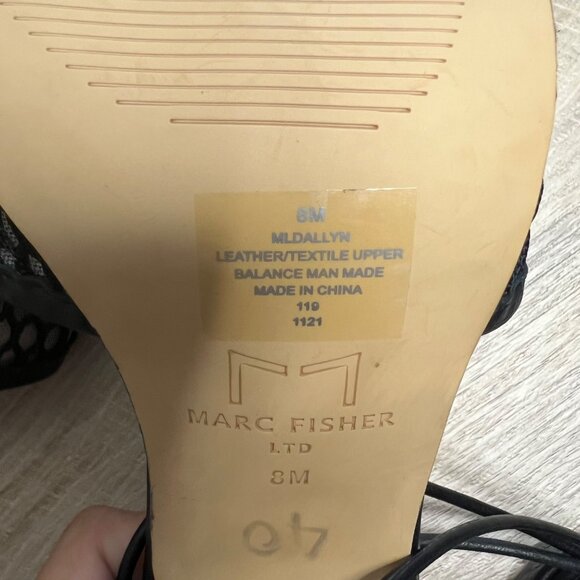 8M
MLDALLYN
LEATHER/TEXTILE UPPER
BALANCE MAN MADE
MADE IN CHINA
119
1121
MARC FISHER
LTD
8M